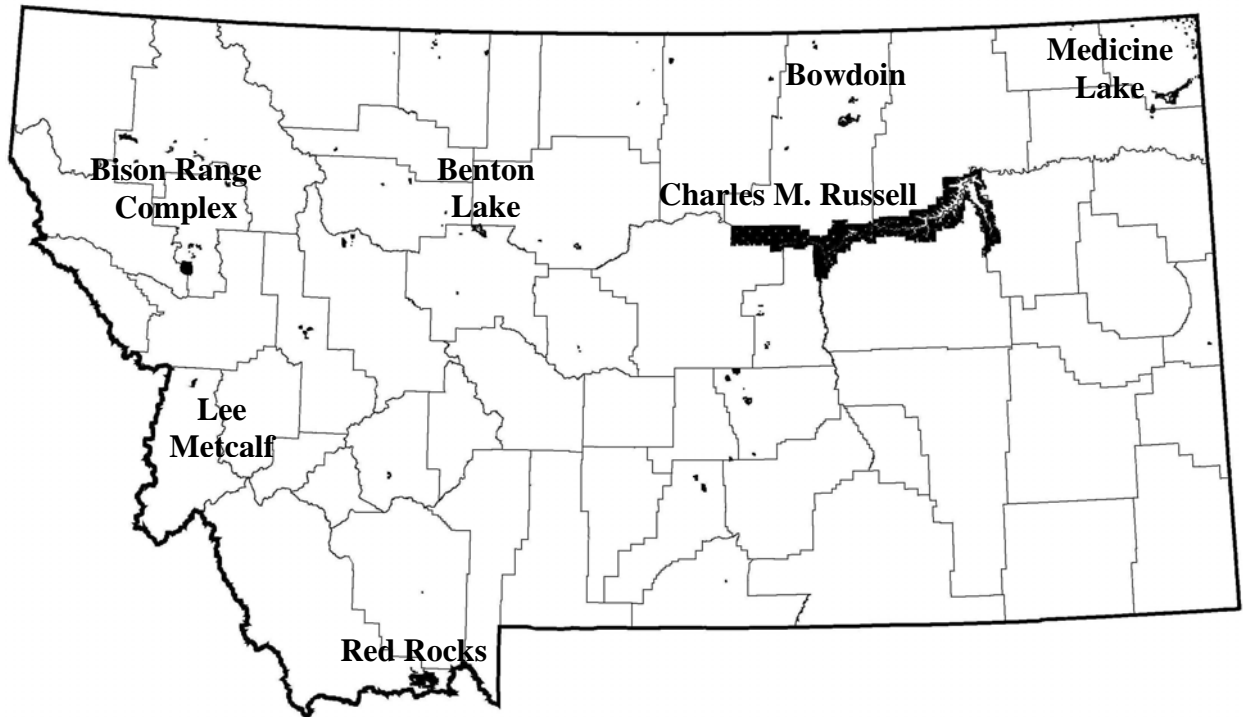 Medicine
Lake
Bowdoin
Bison Range
Complex
Benton
Lake
Charles M. Russell
Lee
Metcalf
Red Rocks